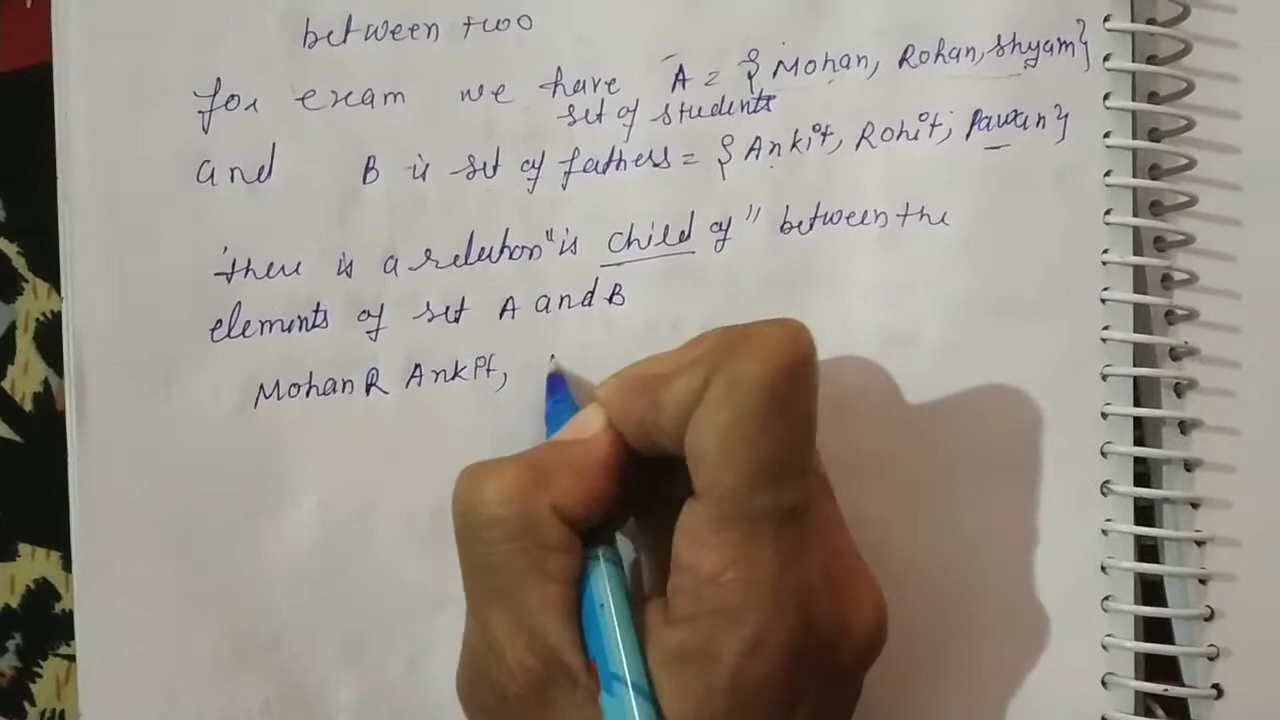 between two
for exam we have A = {Mohan, Rohan, Shyam}
set of students
and B is set of fathers = {Ankit, Rohit, Pawan}
there is a relation "is child of" between the
elements of set A and B
Mohan R Ankit,